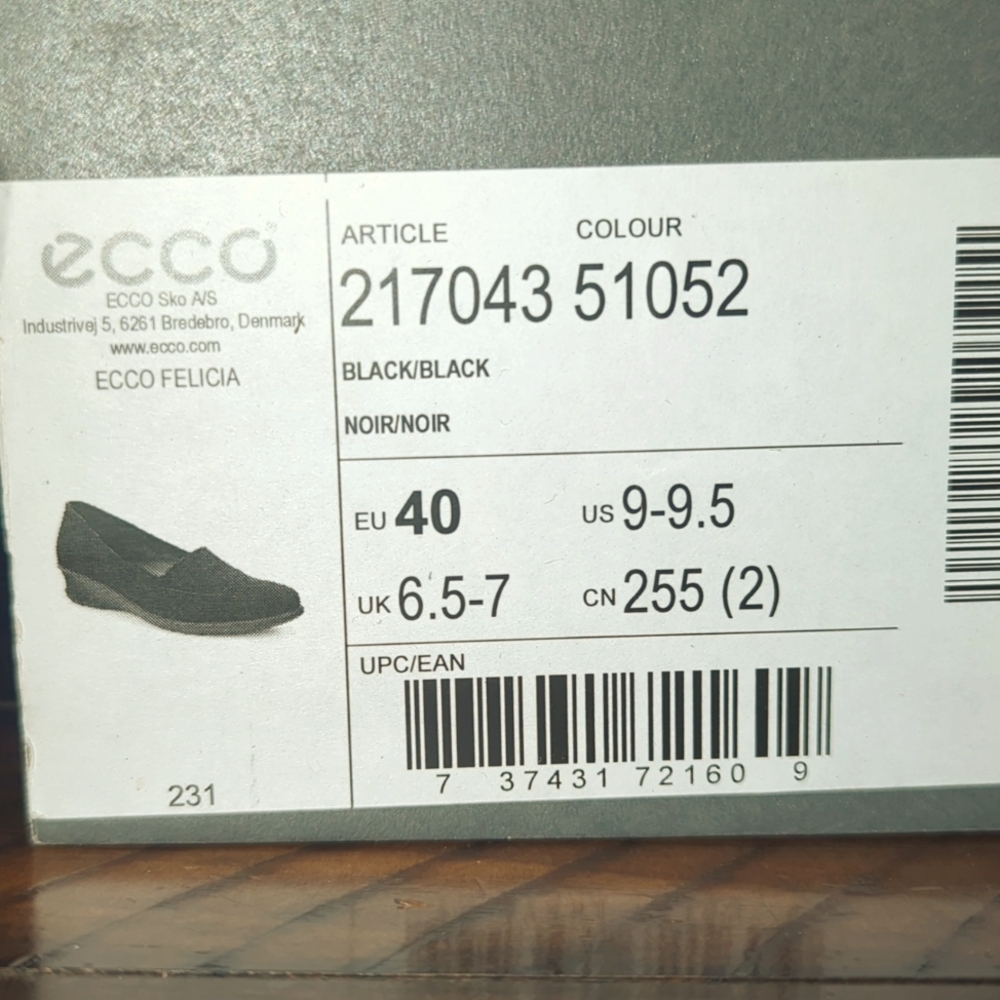 ecco
ECCO Sko A/S
Industrivej 5, 6261 Bredebro, Denmark
www.ecco.com
ECCO FELICIA
231
ARTICLE COLOUR
217043 51052
BLACK/BLACK
NOIR/NOIR
EU 40 US 9-9.5
UK 6.5-7 CN 255 (2)
UPC/EAN
7 37431 72160 9